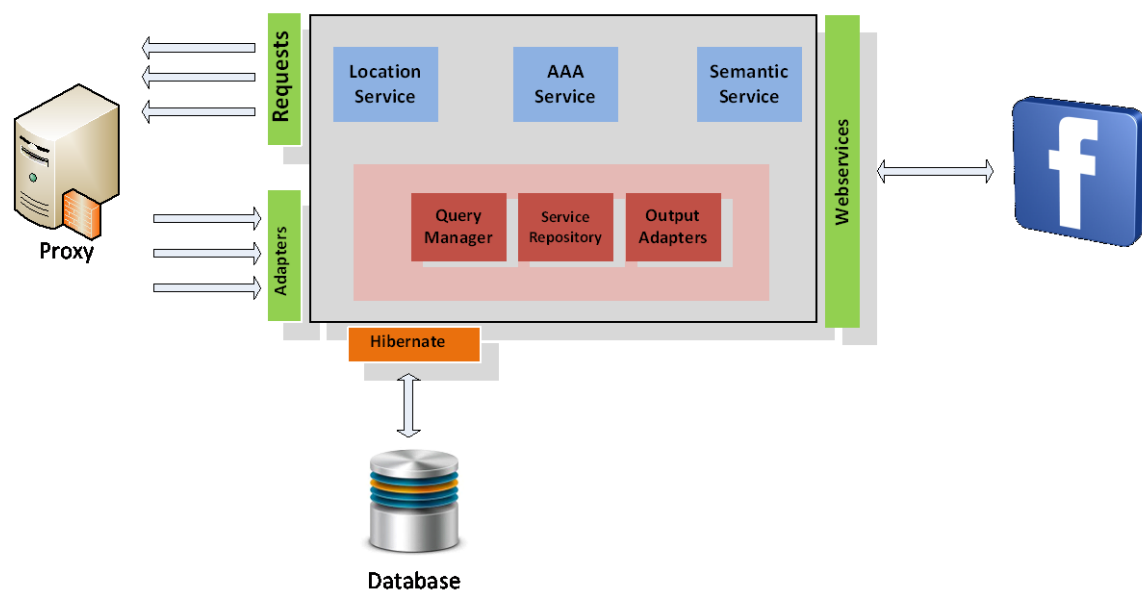 Requests
Location
Service
AAA
Service
Semantic
Service
Webservices
f
Proxy
Adapters
Query
Manager
Service
Repository
Output
Adapters
Hibernate
Database